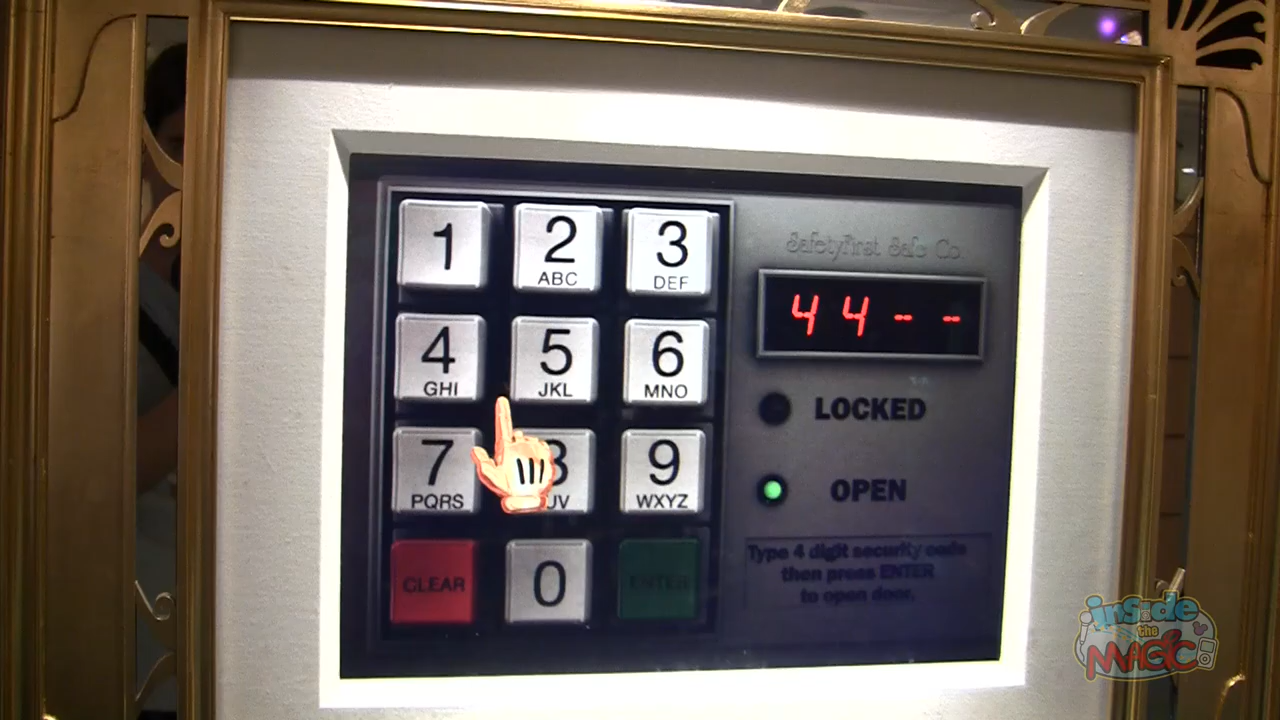 1
2
ABC
3
DEF
SafetyFirst Safe Co.
44--
4
GHI
5
JKL
6
MNO
LOCKED
7
PQRS
8
UV
9
WXYZ
OPEN
CLEAR
0
ENTER
Type 4 digit security code
then press ENTER
to open door.
inside
the
MAGIC